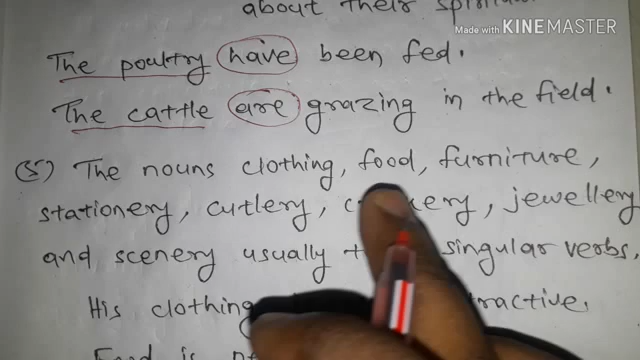 about their
Made with KINEMASTER
The poultry have been fed.
The cattle are grazing in the field.
(5) The nouns clothing, food, furniture,
stationery, cutlery, jewellery
and scenery usually singular verbs.
His clothing
Food is